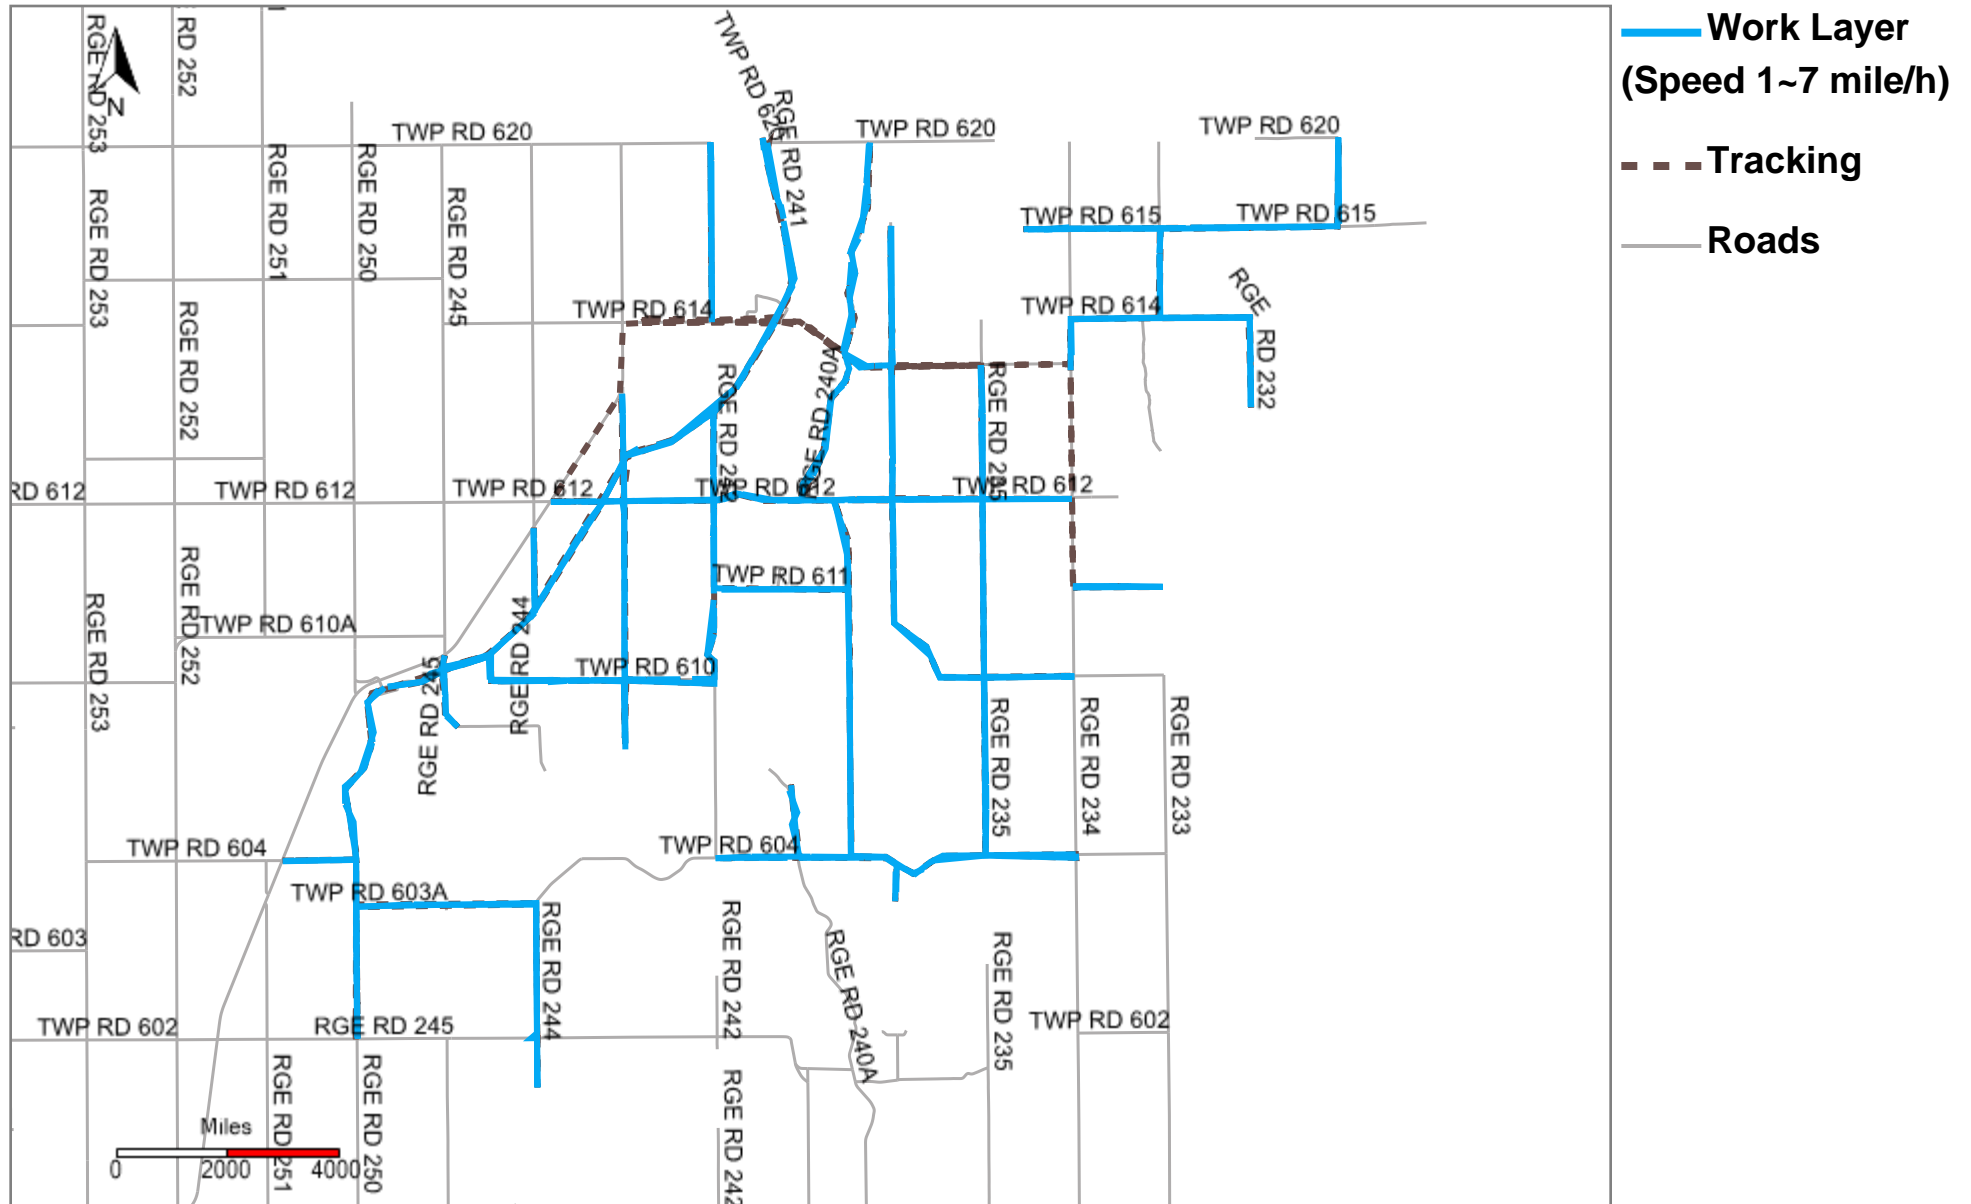 Work Layer
(Speed 1~7 mile/h)
Tracking
Roads
N
RGE RD 253
RD 252
TWP RD 620
RGE RD 241
TWP RD 620
TWP RD 620
TWP RD 620
RGE RD 251
RGE RD 250
RGE RD 245
RGE RD 253
TWP RD 615
TWP RD 615
RGE RD 252
TWP RD 614
TWP RD 614
RGE RD 232
RGE RD 242
RGE RD 240A
RGE RD 235
RD 612
TWP RD 612
TWP RD 612
TWP RD 612
TWP RD 612
RGE RD 252
TWP RD 611
RGE RD 253
TWP RD 610A
RGE RD 244
RGE RD 245
TWP RD 610
RGE RD 235
RGE RD 234
RGE RD 233
TWP RD 604
TWP RD 604
TWP RD 603A
RD 603
RGE RD 244
RGE RD 242
RGE RD 240A
RGE RD 235
TWP RD 602
RGE RD 245
TWP RD 602
RGE RD 251
RGE RD 250
RGE RD 242
Miles
0 2000 4000